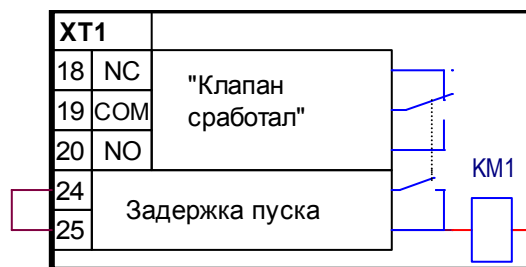 XT1
18 NC
"Клапан
сработал"
19 COM
20 NO
KM1
24
Задержка пуска
25